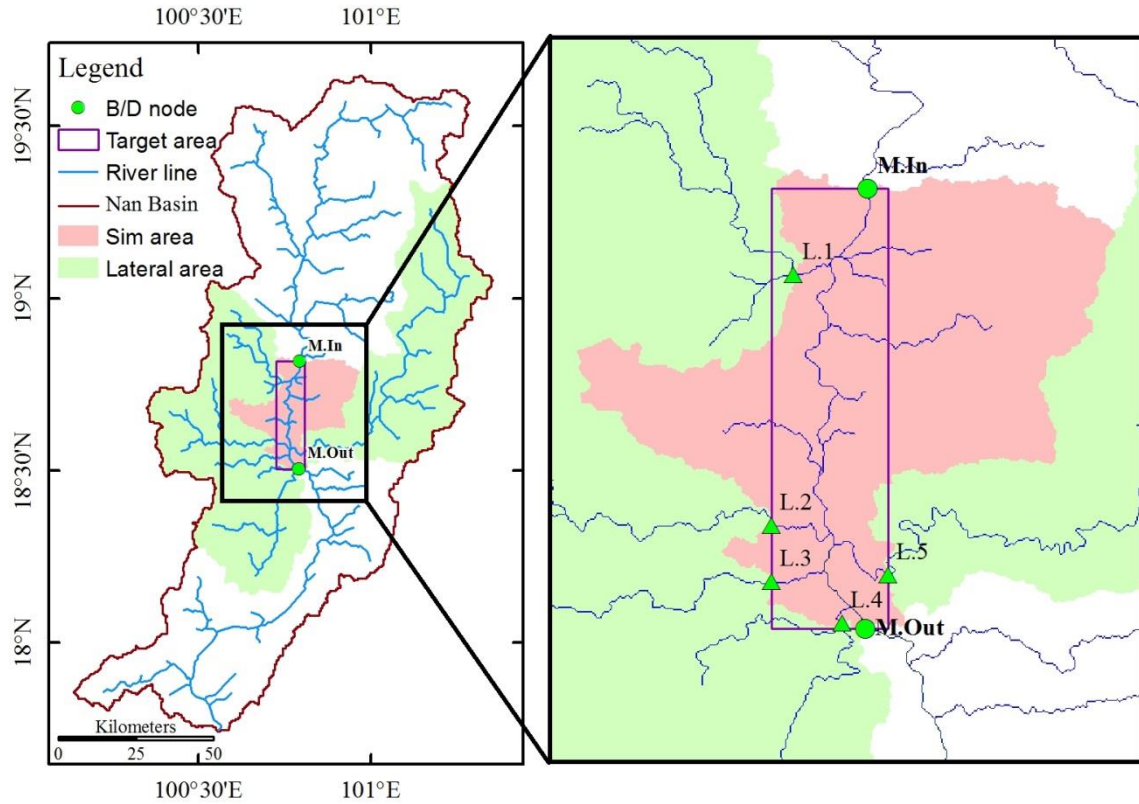 100°30'E 101°E
Legend
B/D node
Target area
River line
Nan Basin
Sim area
Lateral area
19°30'N
19°N
18°30'N
18°N
M.In
M.Out
Kilometers
0 25 50
100°30'E 101°E
M.In
L.1
L.2
L.3
L.5
L.4
M.Out